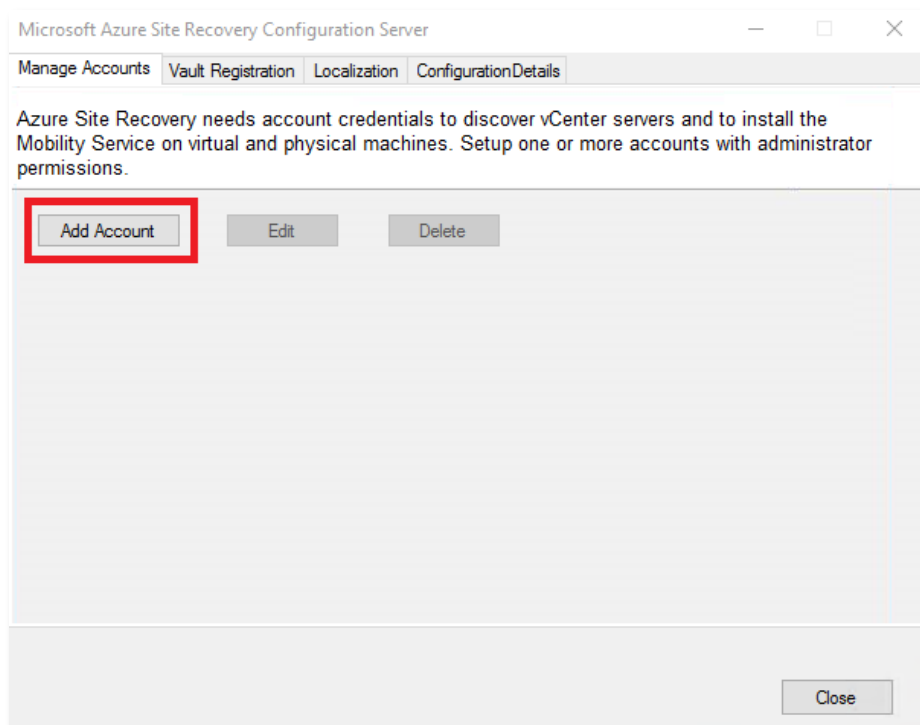 Microsoft Azure Site Recovery Configuration Server
Manage Accounts Vault Registration Localization ConfigurationDetails
Azure Site Recovery needs account credentials to discover vCenter servers and to install the
Mobility Service on virtual and physical machines. Setup one or more accounts with administrator
permissions.
Add Account Edit Delete
Close